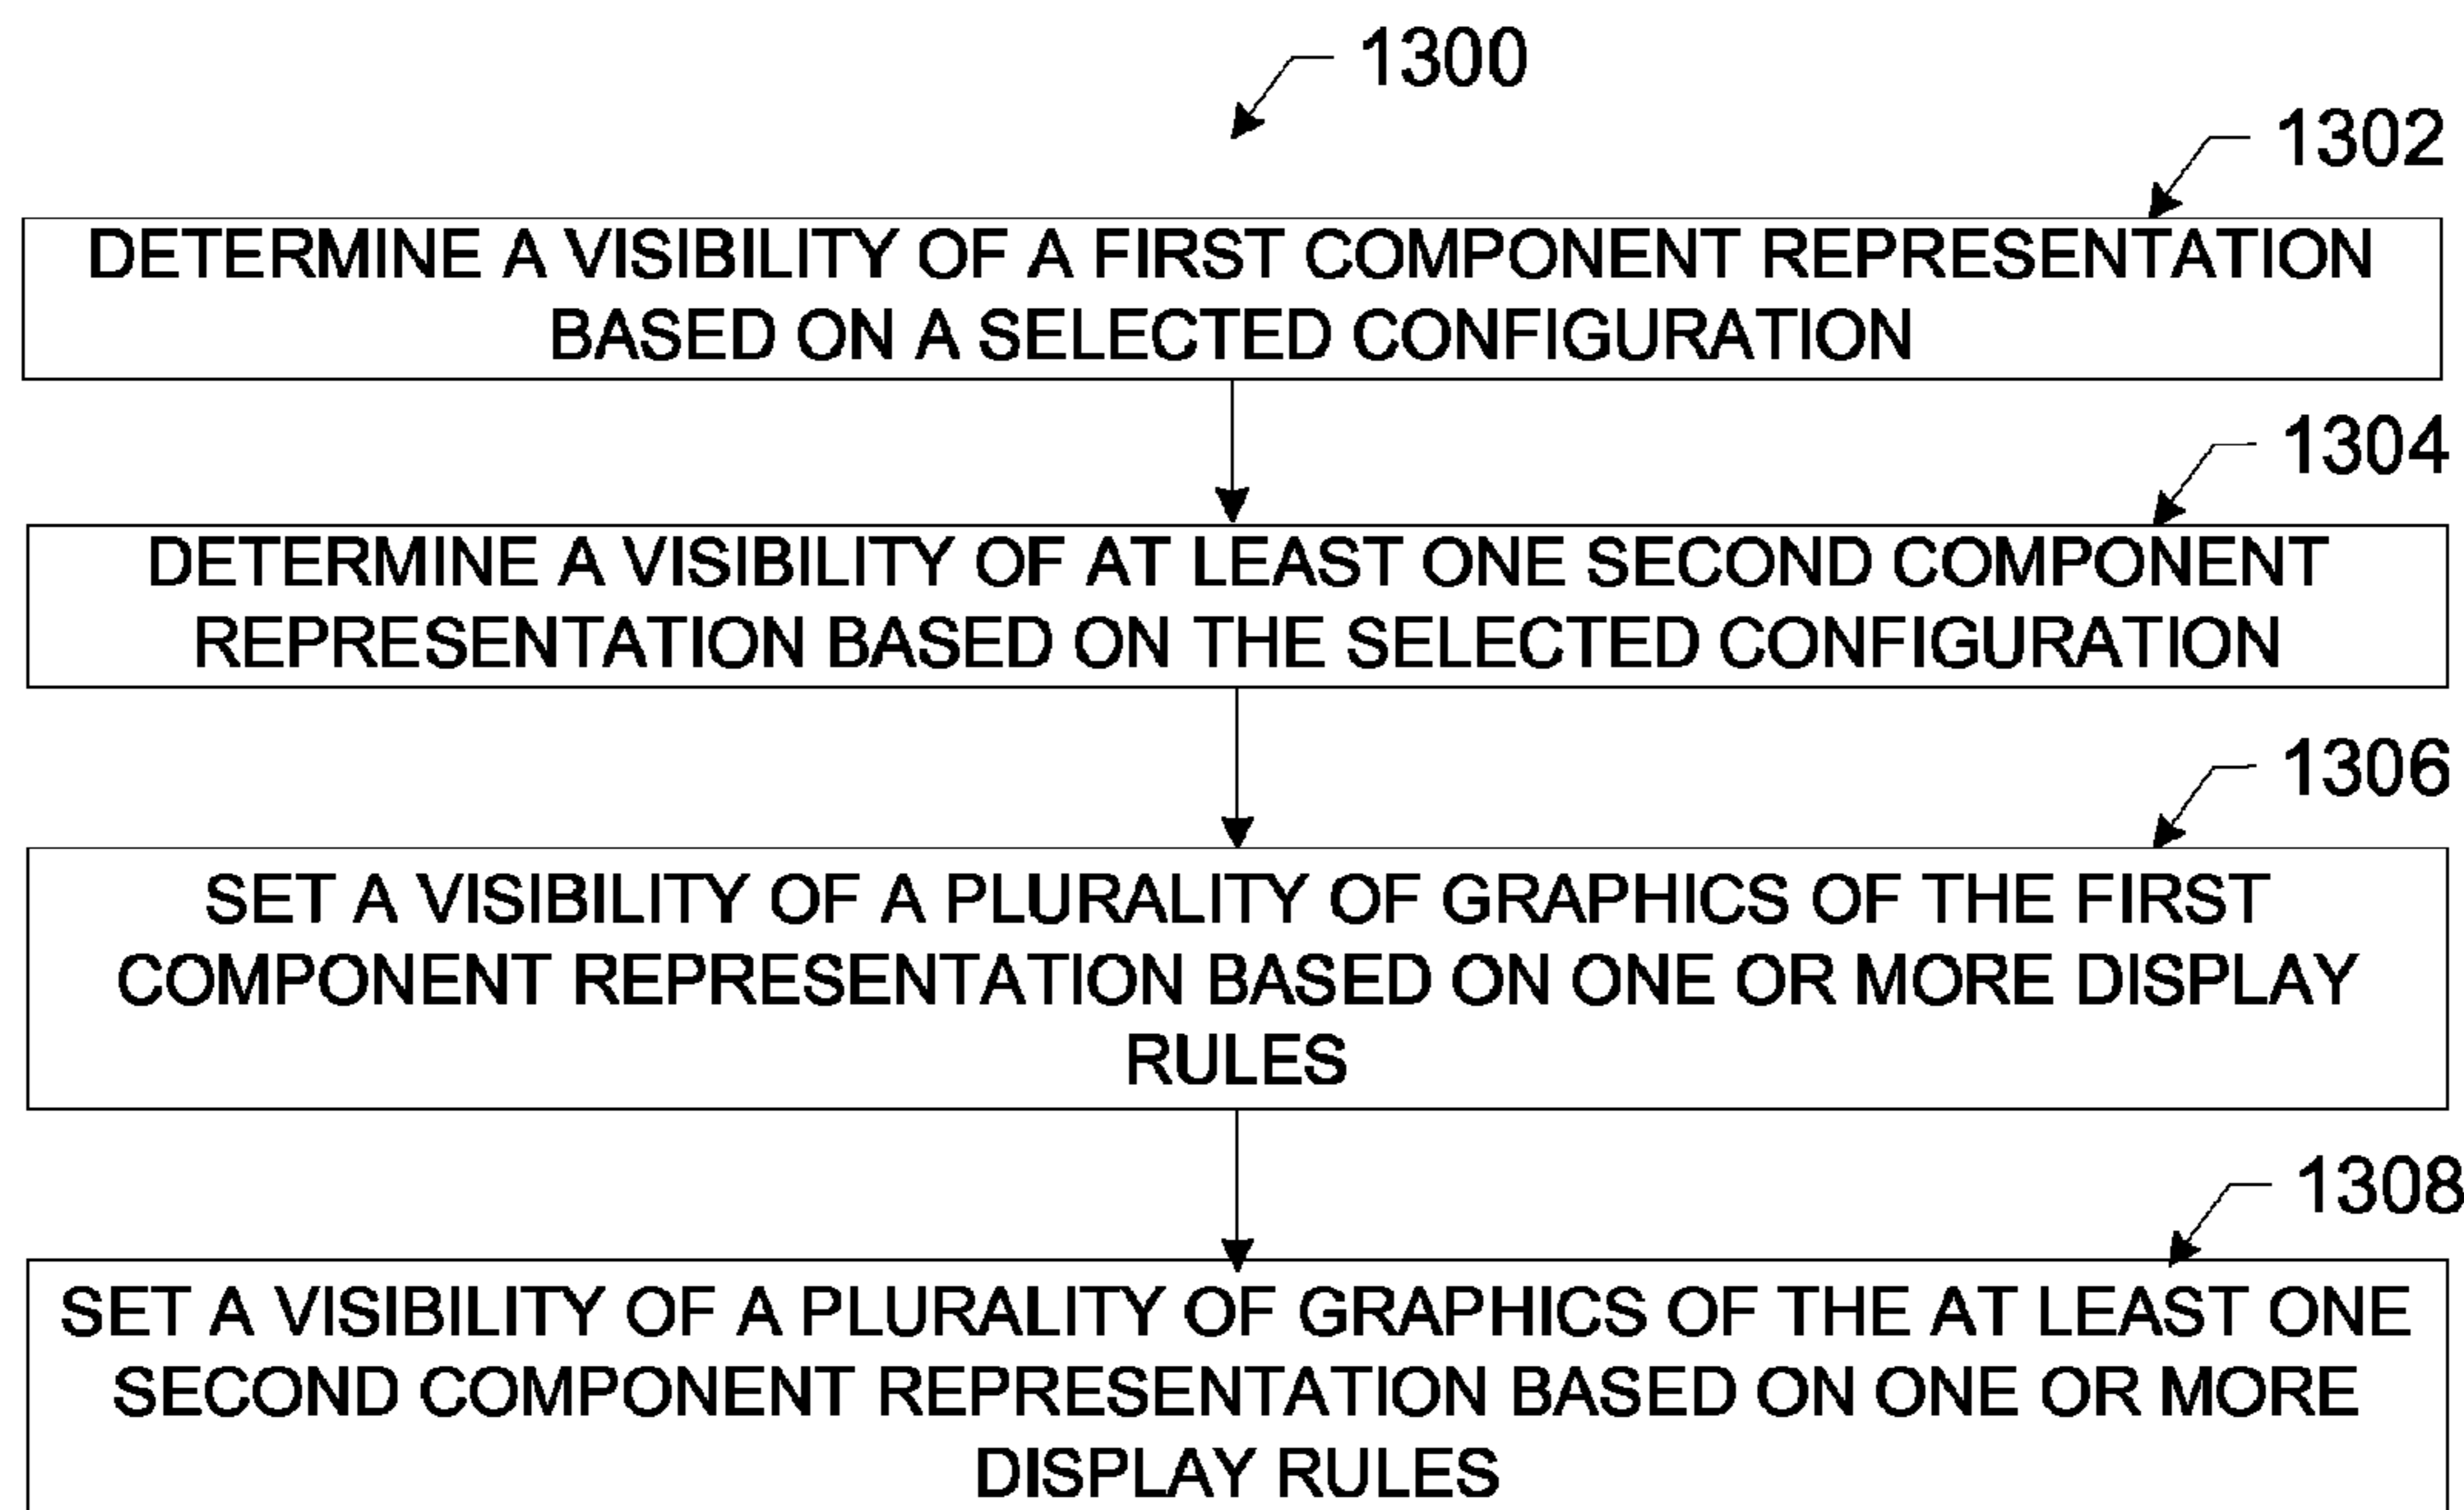 1300
1302
DETERMINE A VISIBILITY OF A FIRST COMPONENT REPRESENTATION
BASED ON A SELECTED CONFIGURATION
1304
DETERMINE A VISIBILITY OF AT LEAST ONE SECOND COMPONENT
REPRESENTATION BASED ON THE SELECTED CONFIGURATION
1306
SET A VISIBILITY OF A PLURALITY OF GRAPHICS OF THE FIRST
COMPONENT REPRESENTATION BASED ON ONE OR MORE DISPLAY
RULES
1308
SET A VISIBILITY OF A PLURALITY OF GRAPHICS OF THE AT LEAST ONE
SECOND COMPONENT REPRESENTATION BASED ON ONE OR MORE
DISPLAY RULES